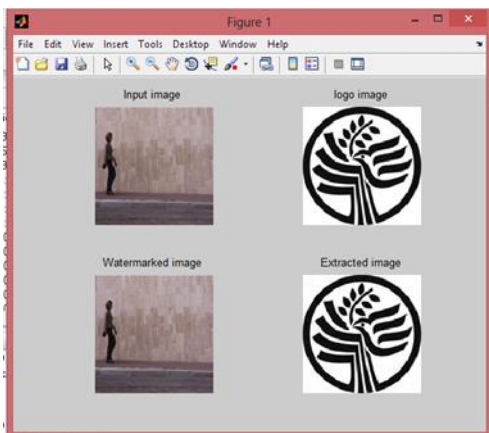 Figure 1
File Edit View Insert Tools Desktop Window Help
Input image
logo image
Watermarked image
Extracted image